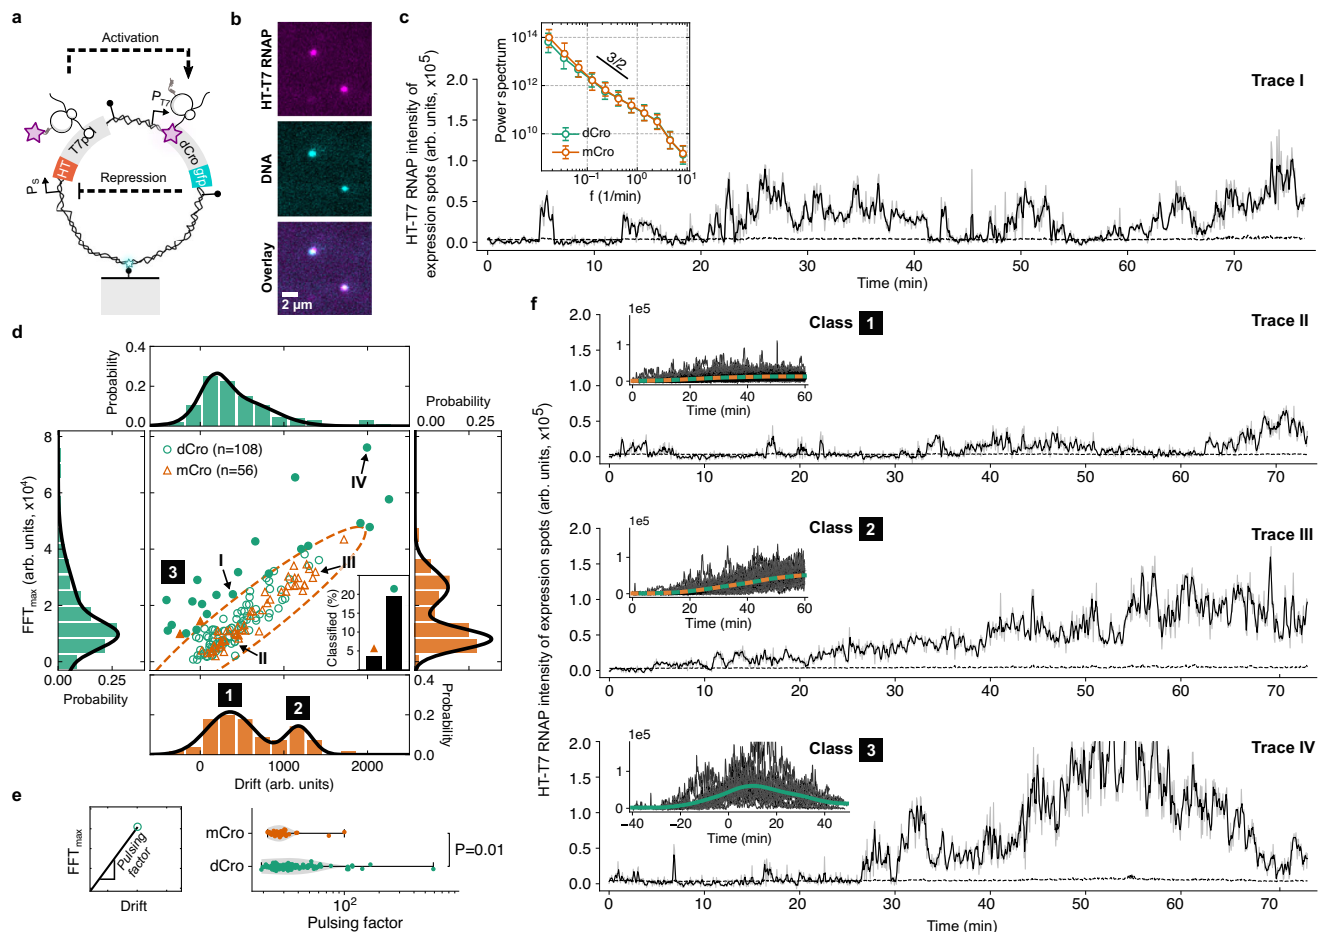 a
Activation
P_T7
HT
T7p
dCro
gfp
P_S
Repression
b
HT-T7 RNAP
DNA
Overlay
2 μm
c
HT-T7 RNAP intensity of
expression spots (arb. units, x10^5)
2.0
1.5
1.0
0.5
0.0
0 10 20 30 40 50 60 70
Time (min)
Trace I
Power spectrum
10^14
10^12
10^10
3/2
dCro
mCro
10^-1 10^0 10^1
f (1/min)
d
Probability
0.4
0.2
0.0
Probability
0.00 0.25
FFT_max (arb. units, x10^4)
8
6
4
2
0
0.00 0.25
Probability
dCro (n=108)
mCro (n=56)
IV
I
III
II
3
Classified (%)
20
15
10
5
1
2
0.4
0.2
0.0
Probability
0 1000 2000
Drift (arb. units)
e
FFT_max
Pulsing
factor
Drift
mCro
dCro
P=0.01
10^2
Pulsing factor
f
HT-T7 RNAP intensity of expression spots (arb. units, x10^5)
Class 1
Trace II
2.0
1.5
1.0
0.5
0.0
1e5
1
0
0 20 40 60
Time (min)
0 10 20 30 40 50 60 70
Class 2
Trace III
2.0
1.5
1.0
0.5
0.0
1e5
1
0
0 20 40 60
Time (min)
0 10 20 30 40 50 60 70
Class 3
Trace IV
2.0
1.5
1.0
0.5
0.0
1e5
1
0
−40 −20 0 20 40
Time (min)
0 10 20 30 40 50 60 70
Time (min)